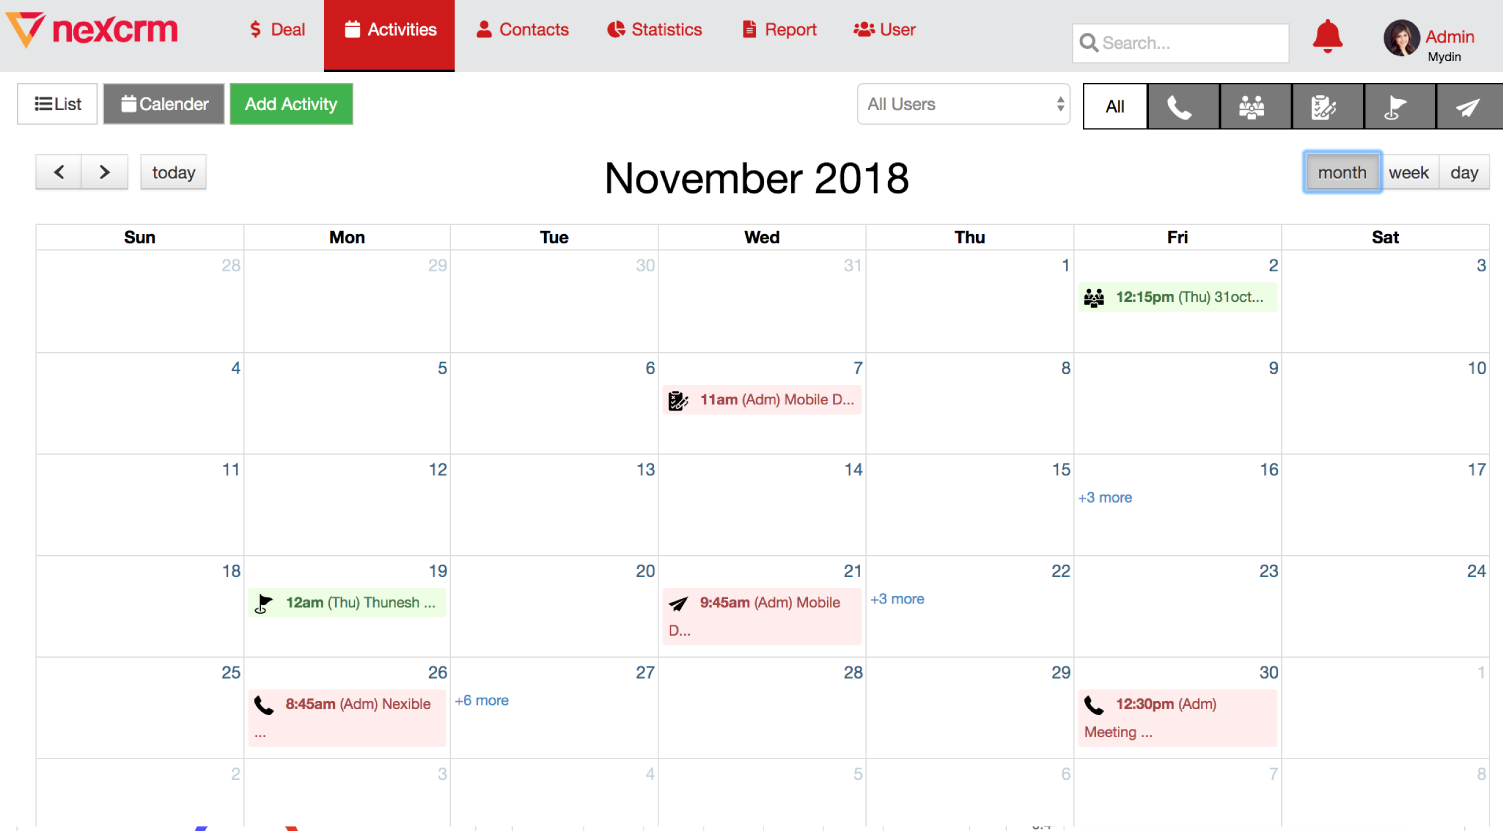 nexcrm
Deal
Activities
Contacts
Statistics
Report
User
Search...
Admin
Mydin
List
Calender
Add Activity
All Users
All
today
November 2018
month
week
day
Sun Mon Tue Wed Thu Fri Sat
28 29 30 31 1 2 3
12:15pm (Thu) 31oct...
4 5 6 7 8 9 10
11am (Adm) Mobile D...
11 12 13 14 15 16 17
+3 more
18 19 20 21 22 23 24
12am (Thu) Thunesh ...
9:45am (Adm) Mobile
D...
+3 more
25 26 27 28 29 30 1
8:45am (Adm) Nexible
...
+6 more
12:30pm (Adm)
Meeting ...
2 3 4 5 6 7 8